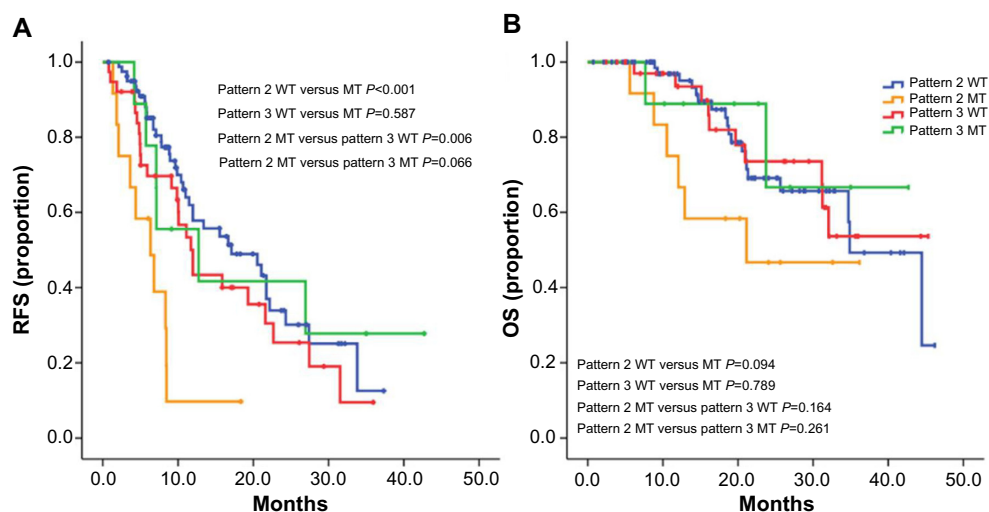 A
RFS (proportion)
1.0
0.8
0.6
0.4
0.2
0.0
Pattern 2 WT versus MT P<0.001
Pattern 3 WT versus MT P=0.587
Pattern 2 MT versus pattern 3 WT P=0.006
Pattern 2 MT versus pattern 3 MT P=0.066
0.0 10.0 20.0 30.0 40.0 50.0
Months
B
OS (proportion)
1.0
0.8
0.6
0.4
0.2
0.0
Pattern 2 WT
Pattern 2 MT
Pattern 3 WT
Pattern 3 MT
Pattern 2 WT versus MT P=0.094
Pattern 3 WT versus MT P=0.789
Pattern 2 MT versus pattern 3 WT P=0.164
Pattern 2 MT versus pattern 3 MT P=0.261
0.0 10.0 20.0 30.0 40.0 50.0
Months